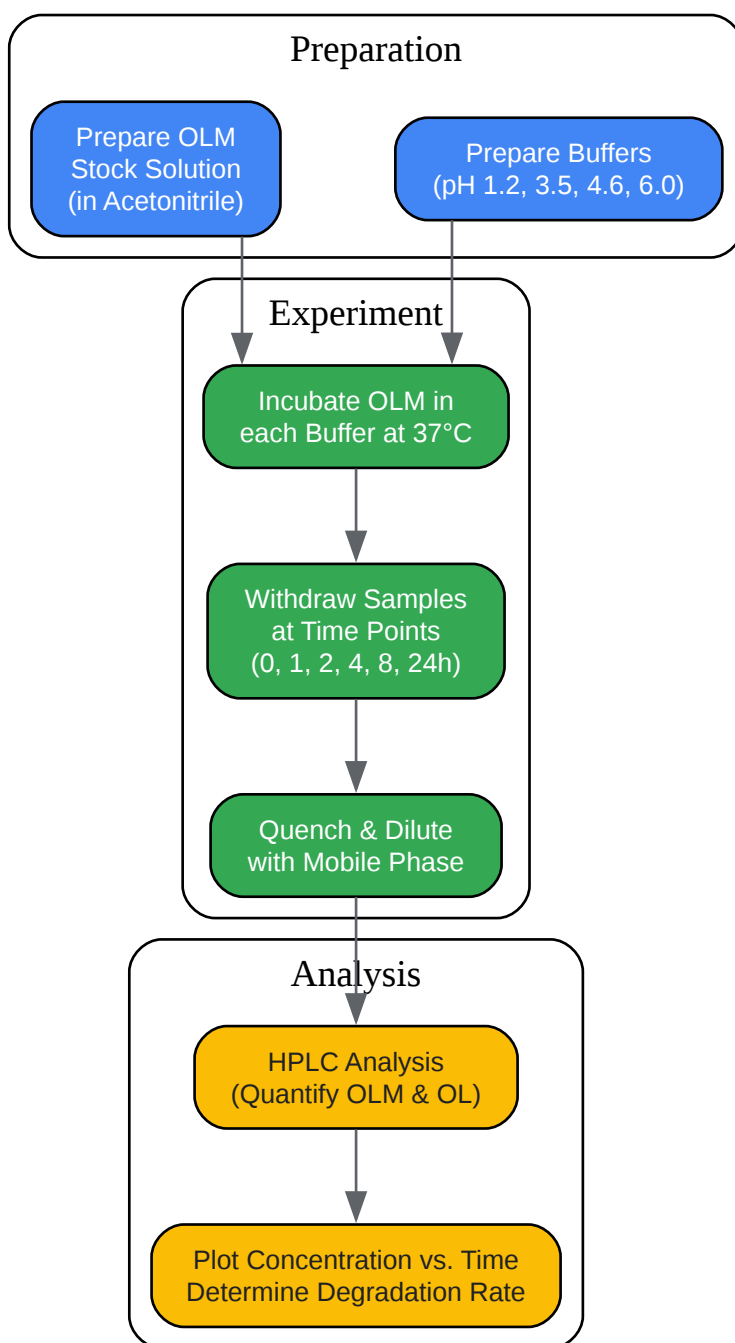 Preparation
Prepare OLM
Stock Solution
(in Acetonitrile)
Prepare Buffers
(pH 1.2, 3.5, 4.6, 6.0)
Experiment
Incubate OLM in
each Buffer at 37°C
Withdraw Samples
at Time Points
(0, 1, 2, 4, 8, 24h)
Quench & Dilute
with Mobile Phase
Analysis
HPLC Analysis
(Quantify OLM & OL)
Plot Concentration vs. Time
Determine Degradation Rate